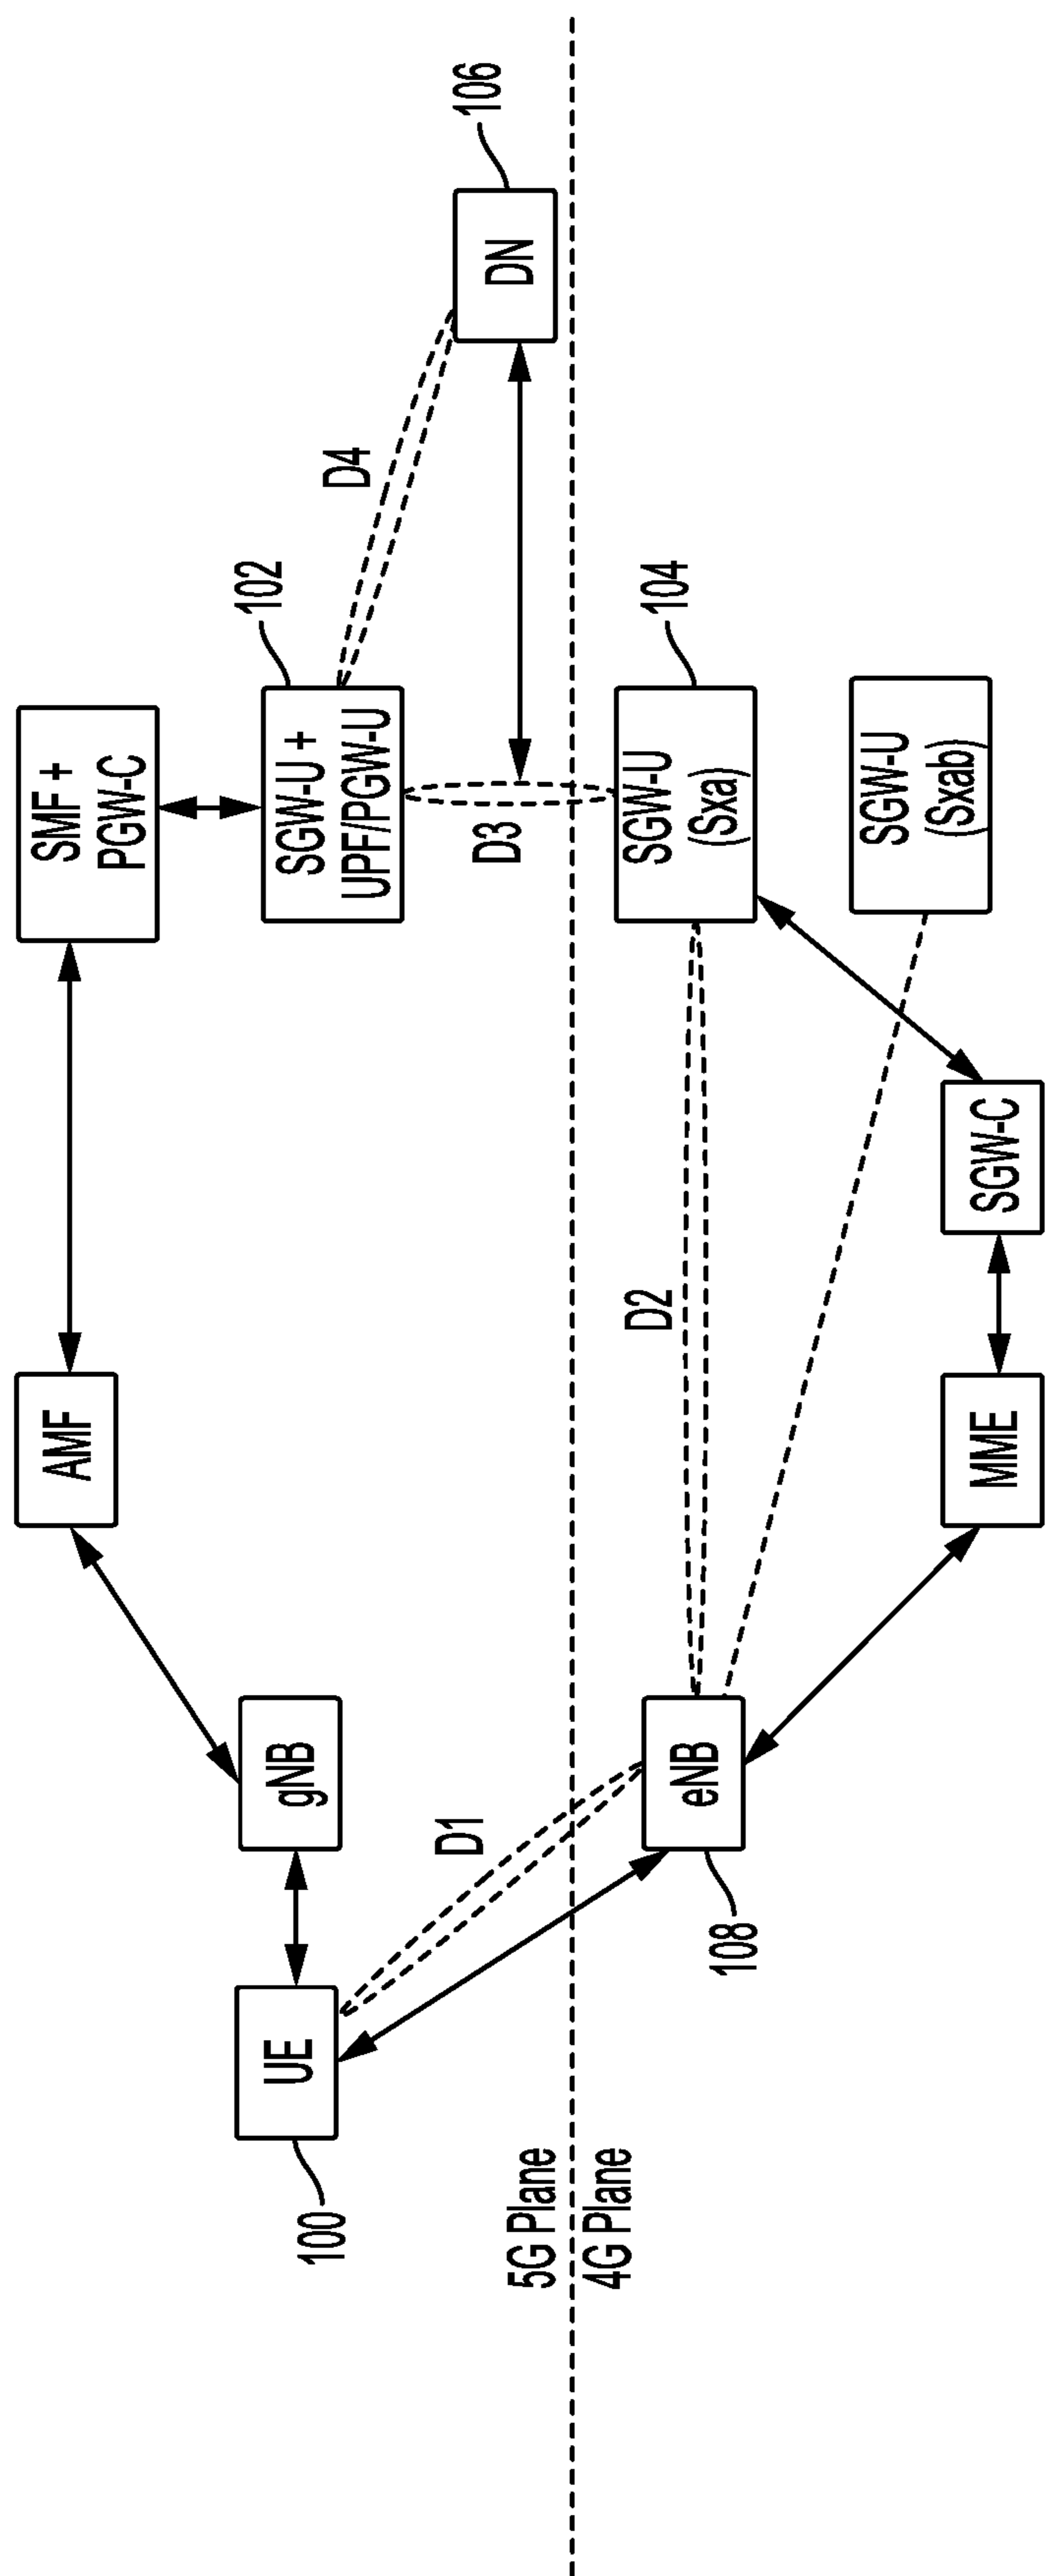 SMF +
PGW-C
AMF
102
SGW-U +
UPF/PGW-U
D4
106
DN
gNB
UE
100
D1
D3
5G Plane
4G Plane
104
SGW-U
(Sxa)
D2
eNB
108
SGW-U
(Sxab)
SGW-C
MME